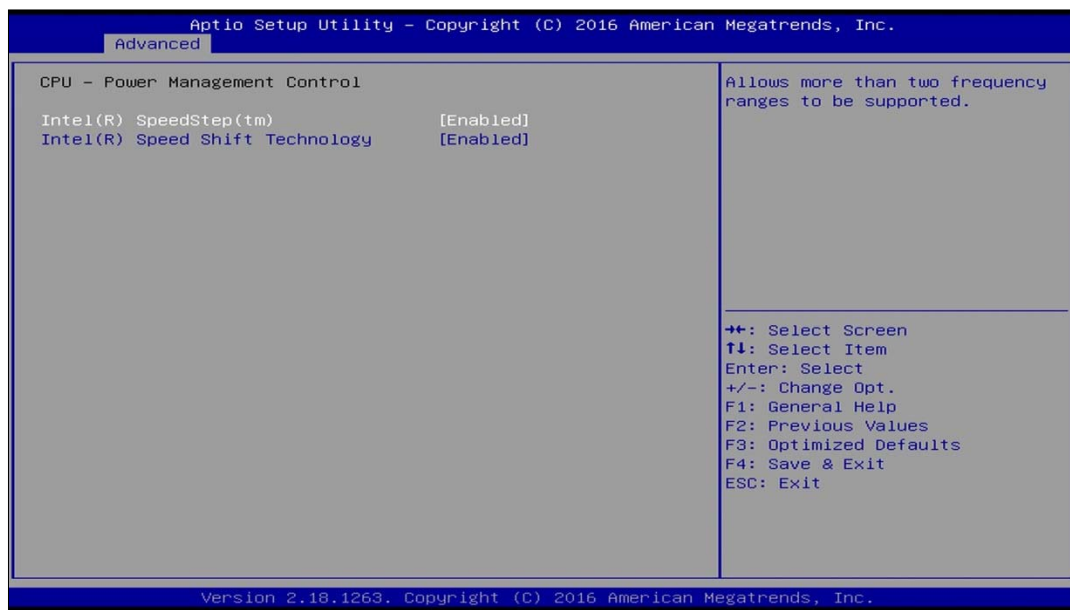 Aptio Setup Utility – Copyright (C) 2016 American Megatrends, Inc.
Advanced
CPU – Power Management Control
Intel(R) SpeedStep(tm) [Enabled]
Intel(R) Speed Shift Technology [Enabled]
Allows more than two frequency
ranges to be supported.
→←: Select Screen
↑↓: Select Item
Enter: Select
+/-: Change Opt.
F1: General Help
F2: Previous Values
F3: Optimized Defaults
F4: Save & Exit
ESC: Exit
Version 2.18.1263. Copyright (C) 2016 American Megatrends, Inc.